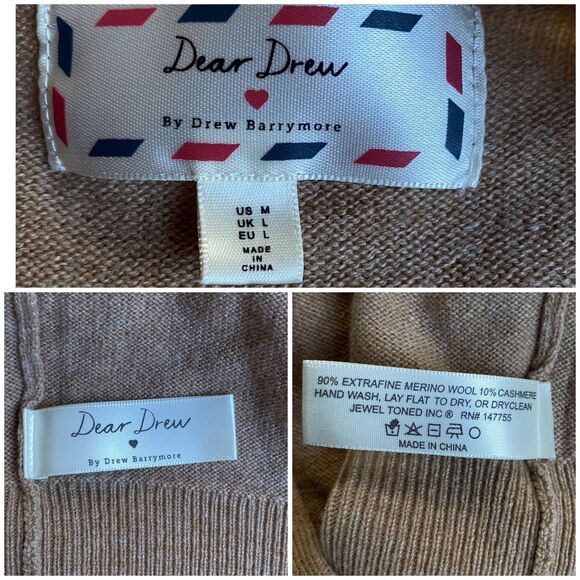 Dear Drew
By Drew Barrymore
US M
UK L
EU L
MADE
IN
CHINA
Dear Drew
By Drew Barrymore
90% EXTRAFINE MERINO WOOL 10% CASHMERE
HAND WASH, LAY FLAT TO DRY, OR DRYCLEAN
JEWEL TONED INC ® RN# 147755
MADE IN CHINA